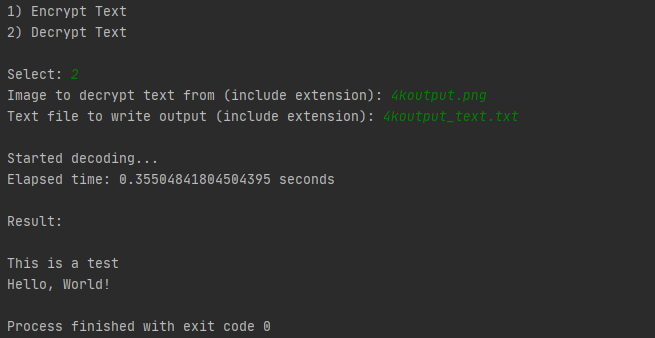 1) Encrypt Text
2) Decrypt Text
Select: 2
Image to decrypt text from (include extension): 4koutput.png
Text file to write output (include extension): 4koutput_text.txt
Started decoding...
Elapsed time: 0.35504841804504395 seconds
Result:
This is a test
Hello, World!
Process finished with exit code 0